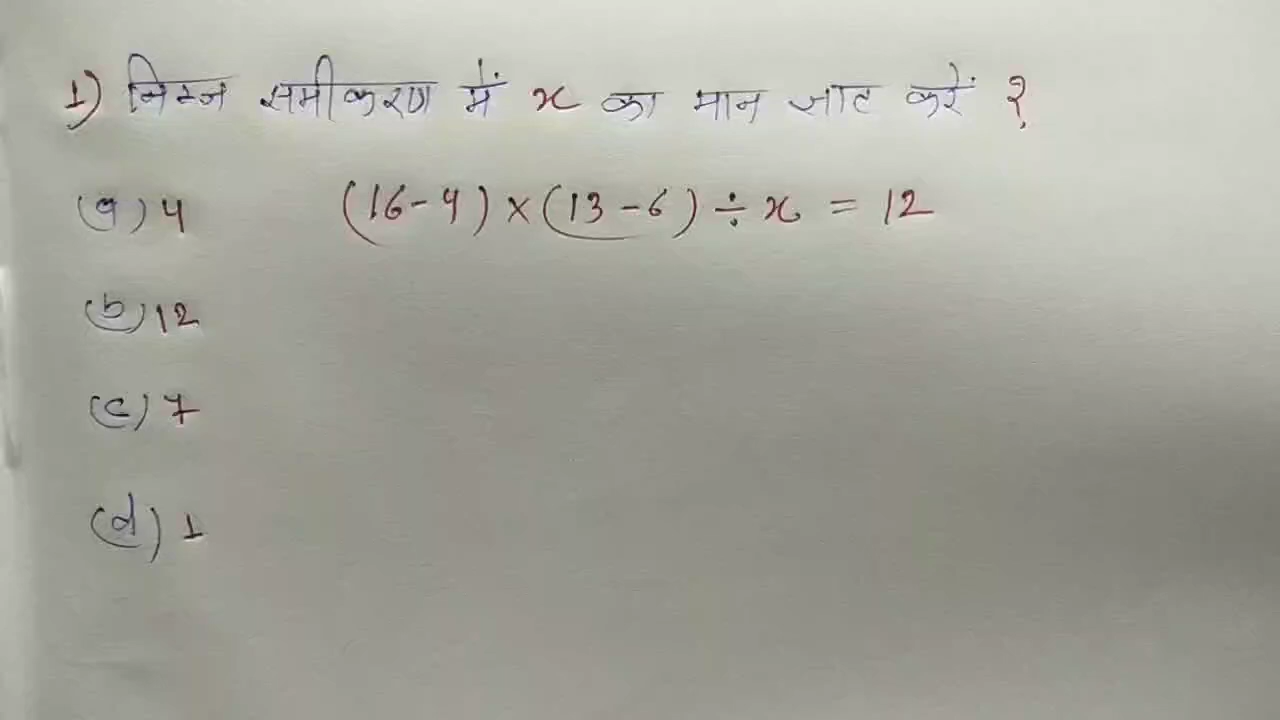 1) निम्न समीकरण में x का मान ज्ञात करें ?
(a) 4 (16-4) × (13-6) ÷ x = 12
(b) 12
(c) 7
(d) 1